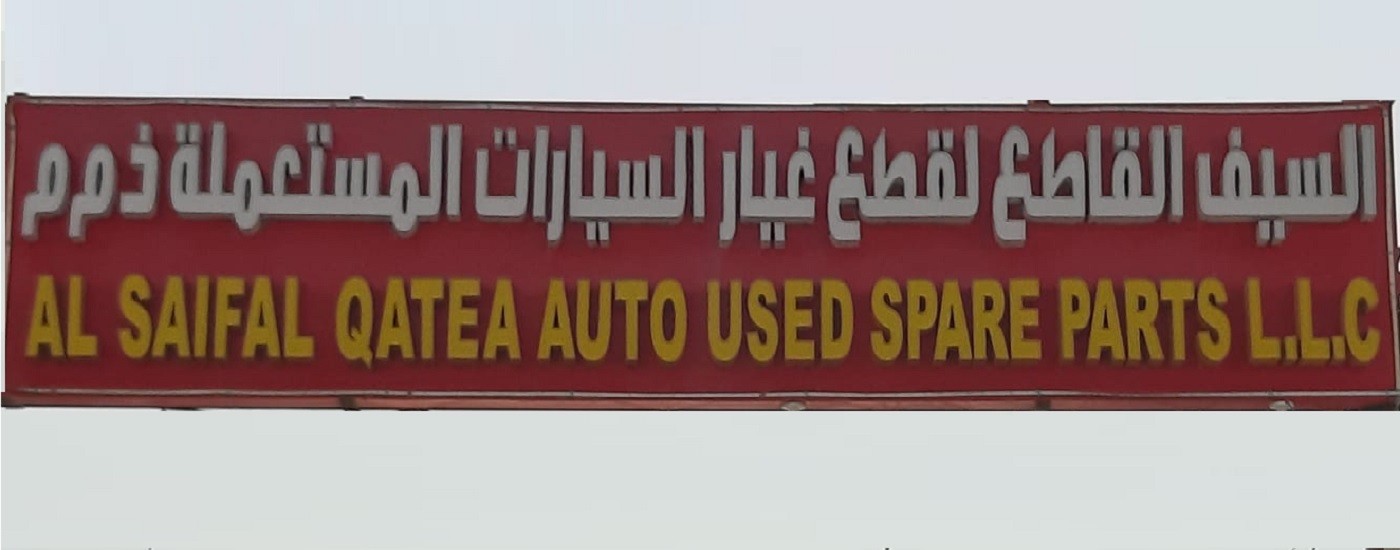 السيف القاطع لقطع غيار السيارات المستعملة ذ م م
AL SAIFAL QATEA AUTO USED SPARE PARTS L.L.C